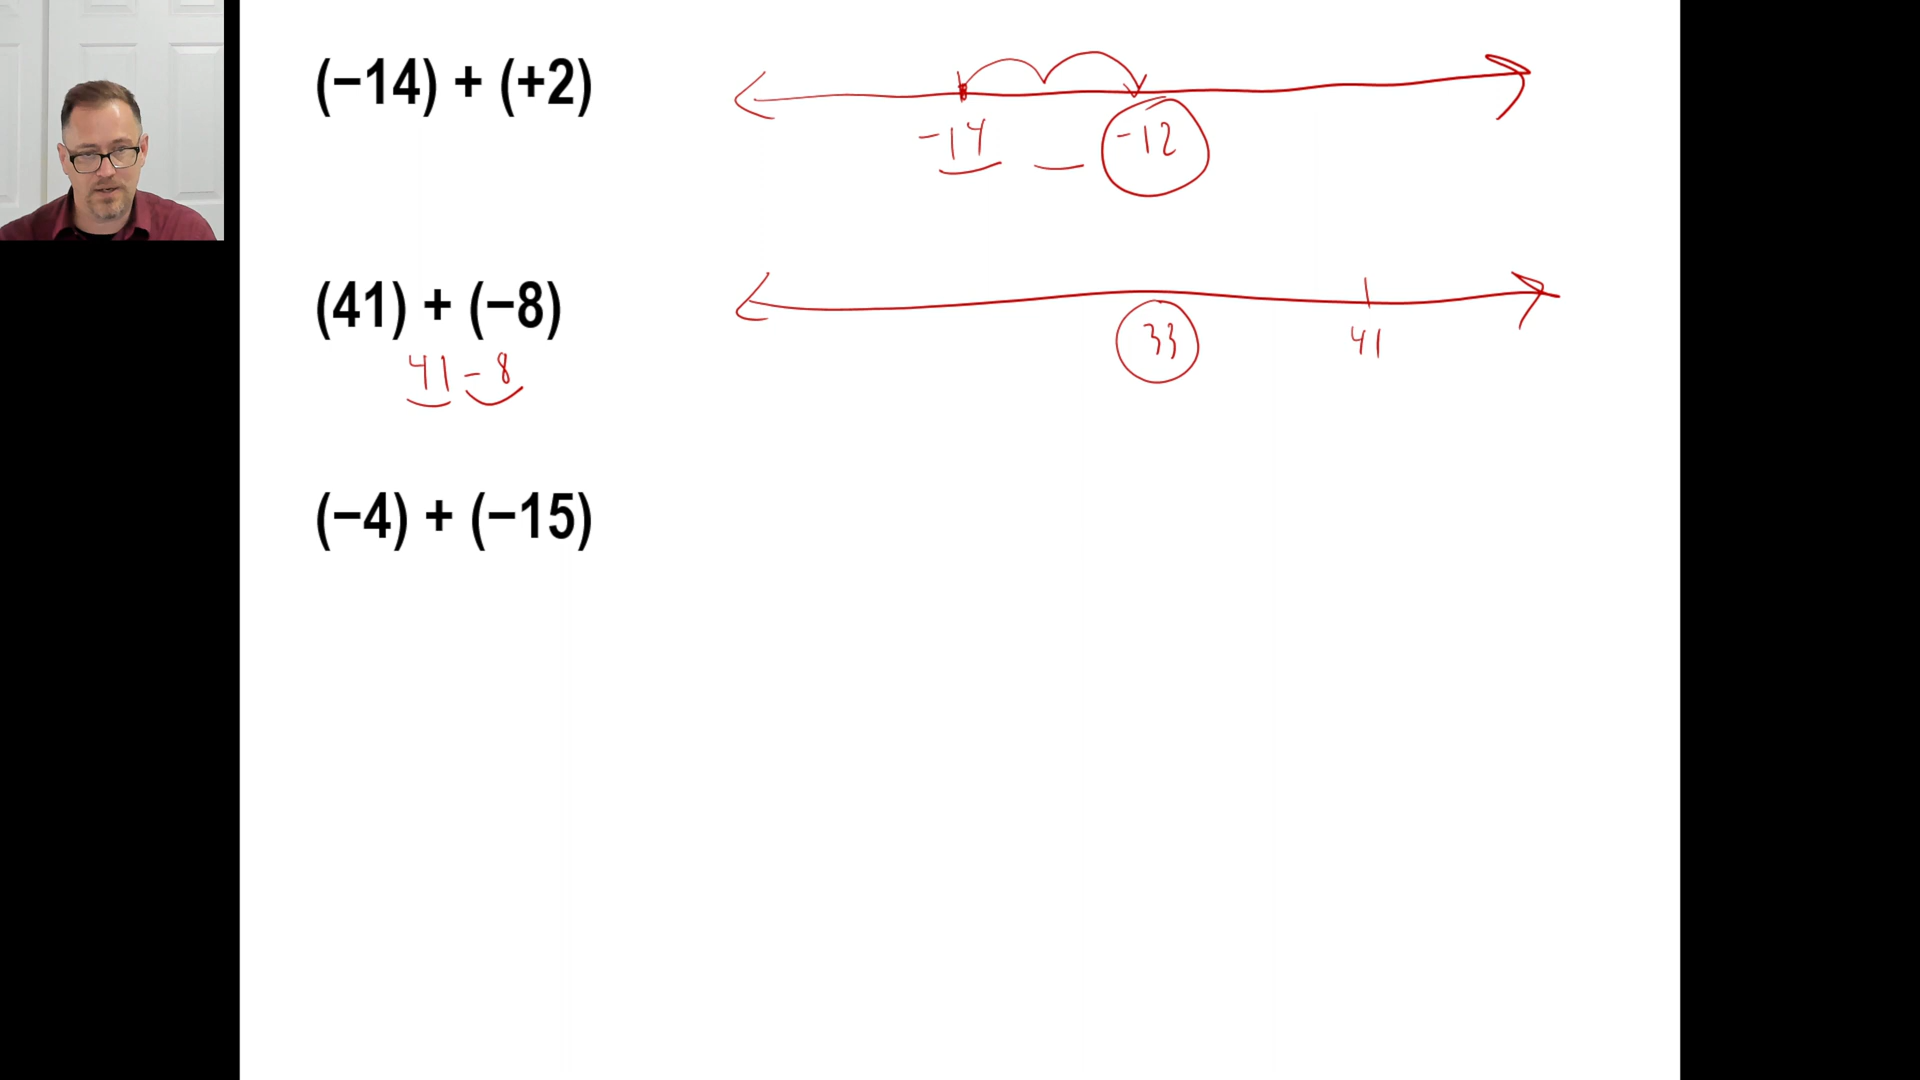 (−14) + (+2)
-14 -12
(41) + (−8)
33 41
41 - 8
(−4) + (−15)